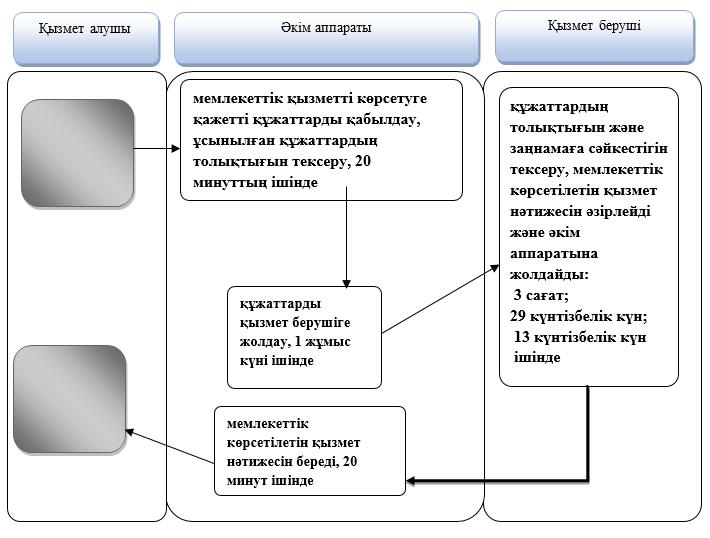 Қызмет алушы
Әкім аппараты
Қызмет беруші
мемлекеттік қызметті көрсетуге
қажетті құжаттарды қабылдау,
ұсынылған құжаттардың
толықтығын тексеру, 20
минуттың ішінде
құжаттардың
толықтығын және
заңнамаға сәйкестігін
тексеру, мемлекеттік
көрсетілетін қызмет
нәтижесін әзірлейді
және әкім
аппаратына
жолдайды:
3 сағат;
29 күнтізбелік күн;
13 күнтізбелік күн
ішінде
құжаттарды
қызмет берушіге
жолдау, 1 жұмыс
күні ішінде
мемлекеттік
көрсетілетін қызмет
нәтижесін береді, 20
минут ішінде